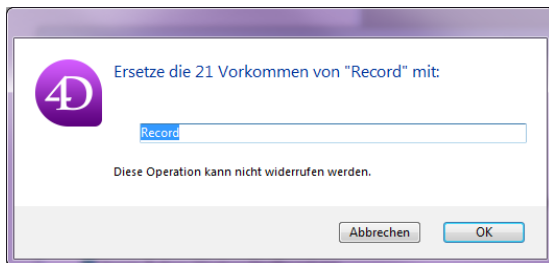 4D
Ersetze die 21 Vorkommen von "Record" mit:
Record
Diese Operation kann nicht widerrufen werden.
Abbrechen
OK